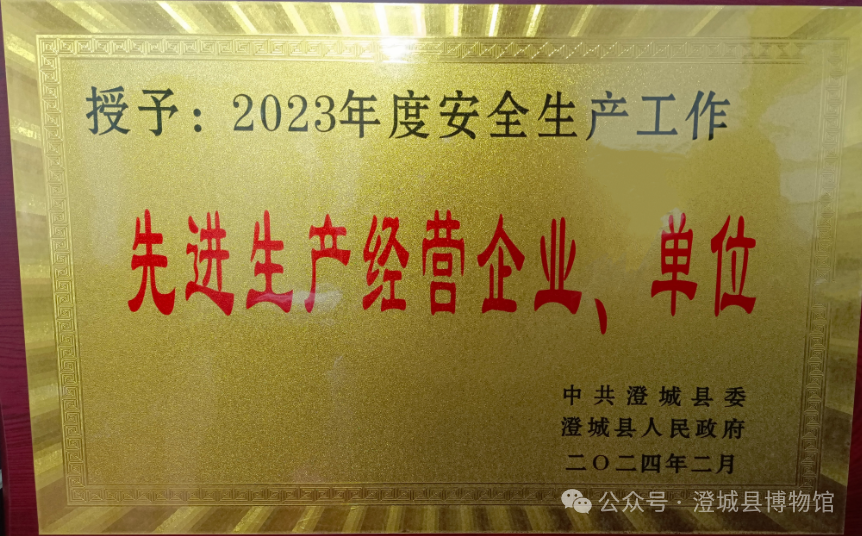 授予：2023年度安全生产工作
先进生产经营企业、单位
中共澄城县委
澄城县人民政府
二〇二四年二月
公众号·澄城县博物馆